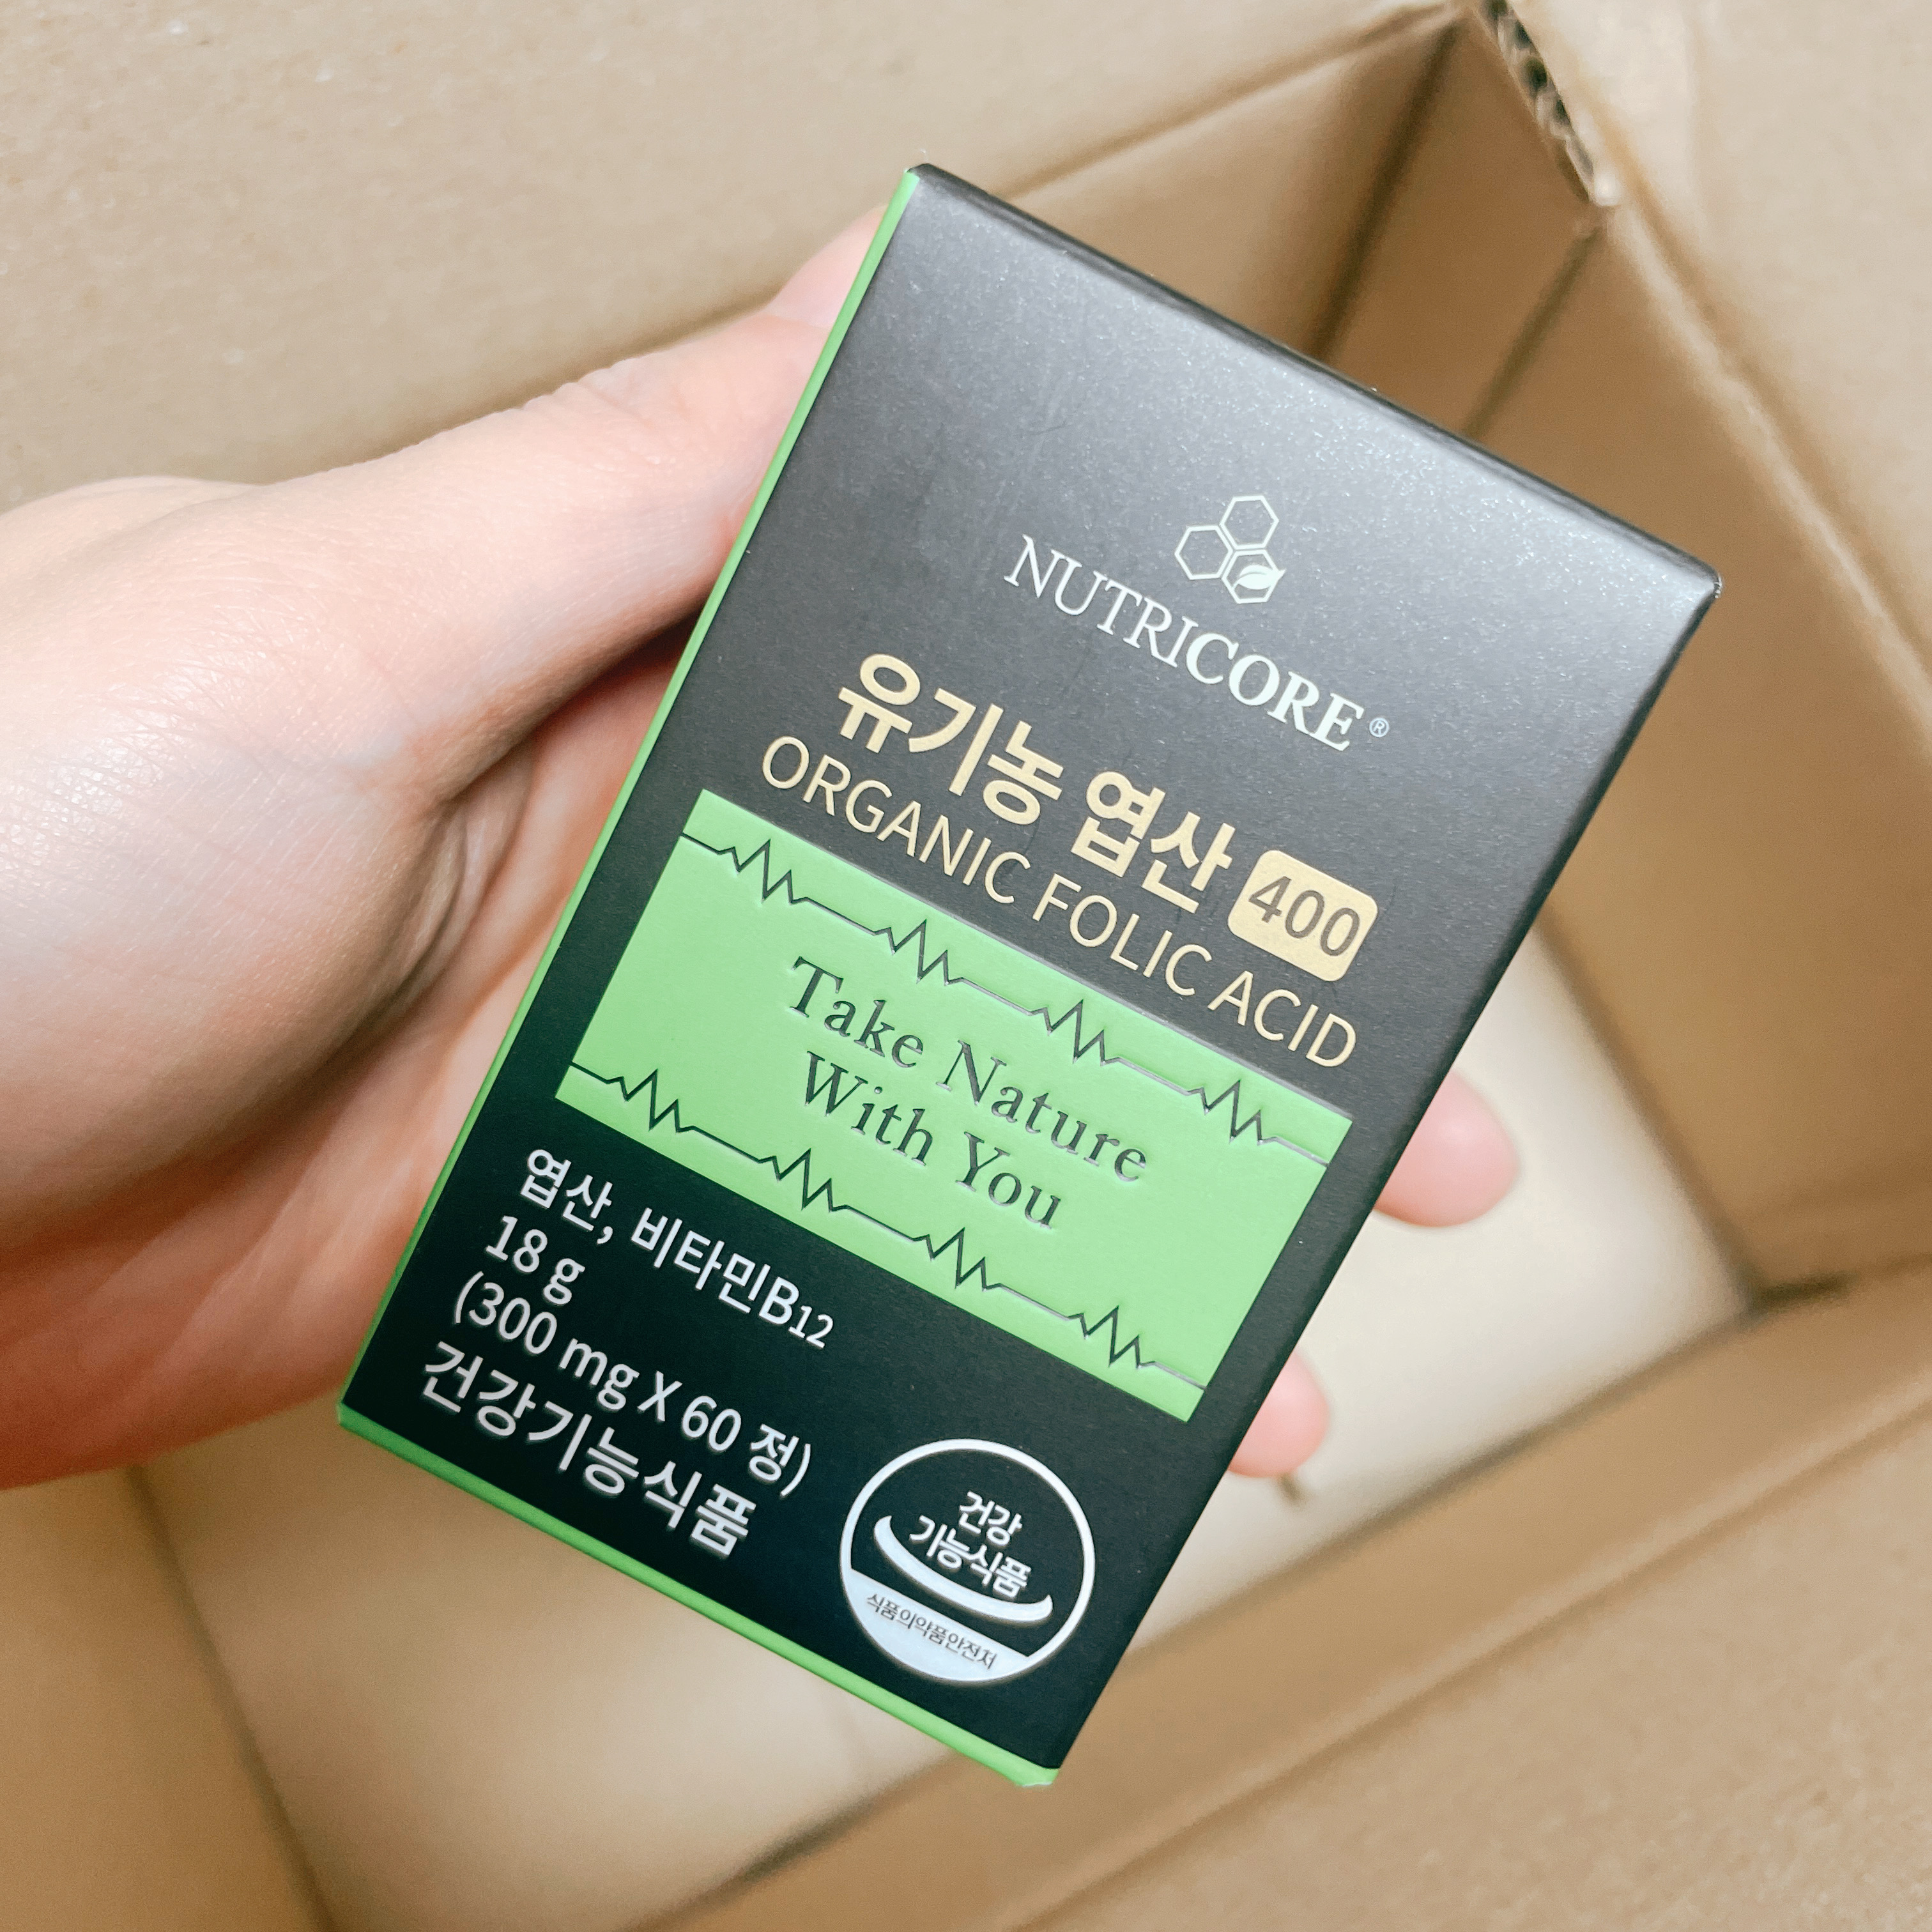 NUTRICORE®
유기농 엽산 400
ORGANIC FOLIC ACID
Take Nature
With You
엽산, 비타민B12
18 g
(300 mg X 60 정)
건강기능식품
건강
기능식품
식품의약품안전처